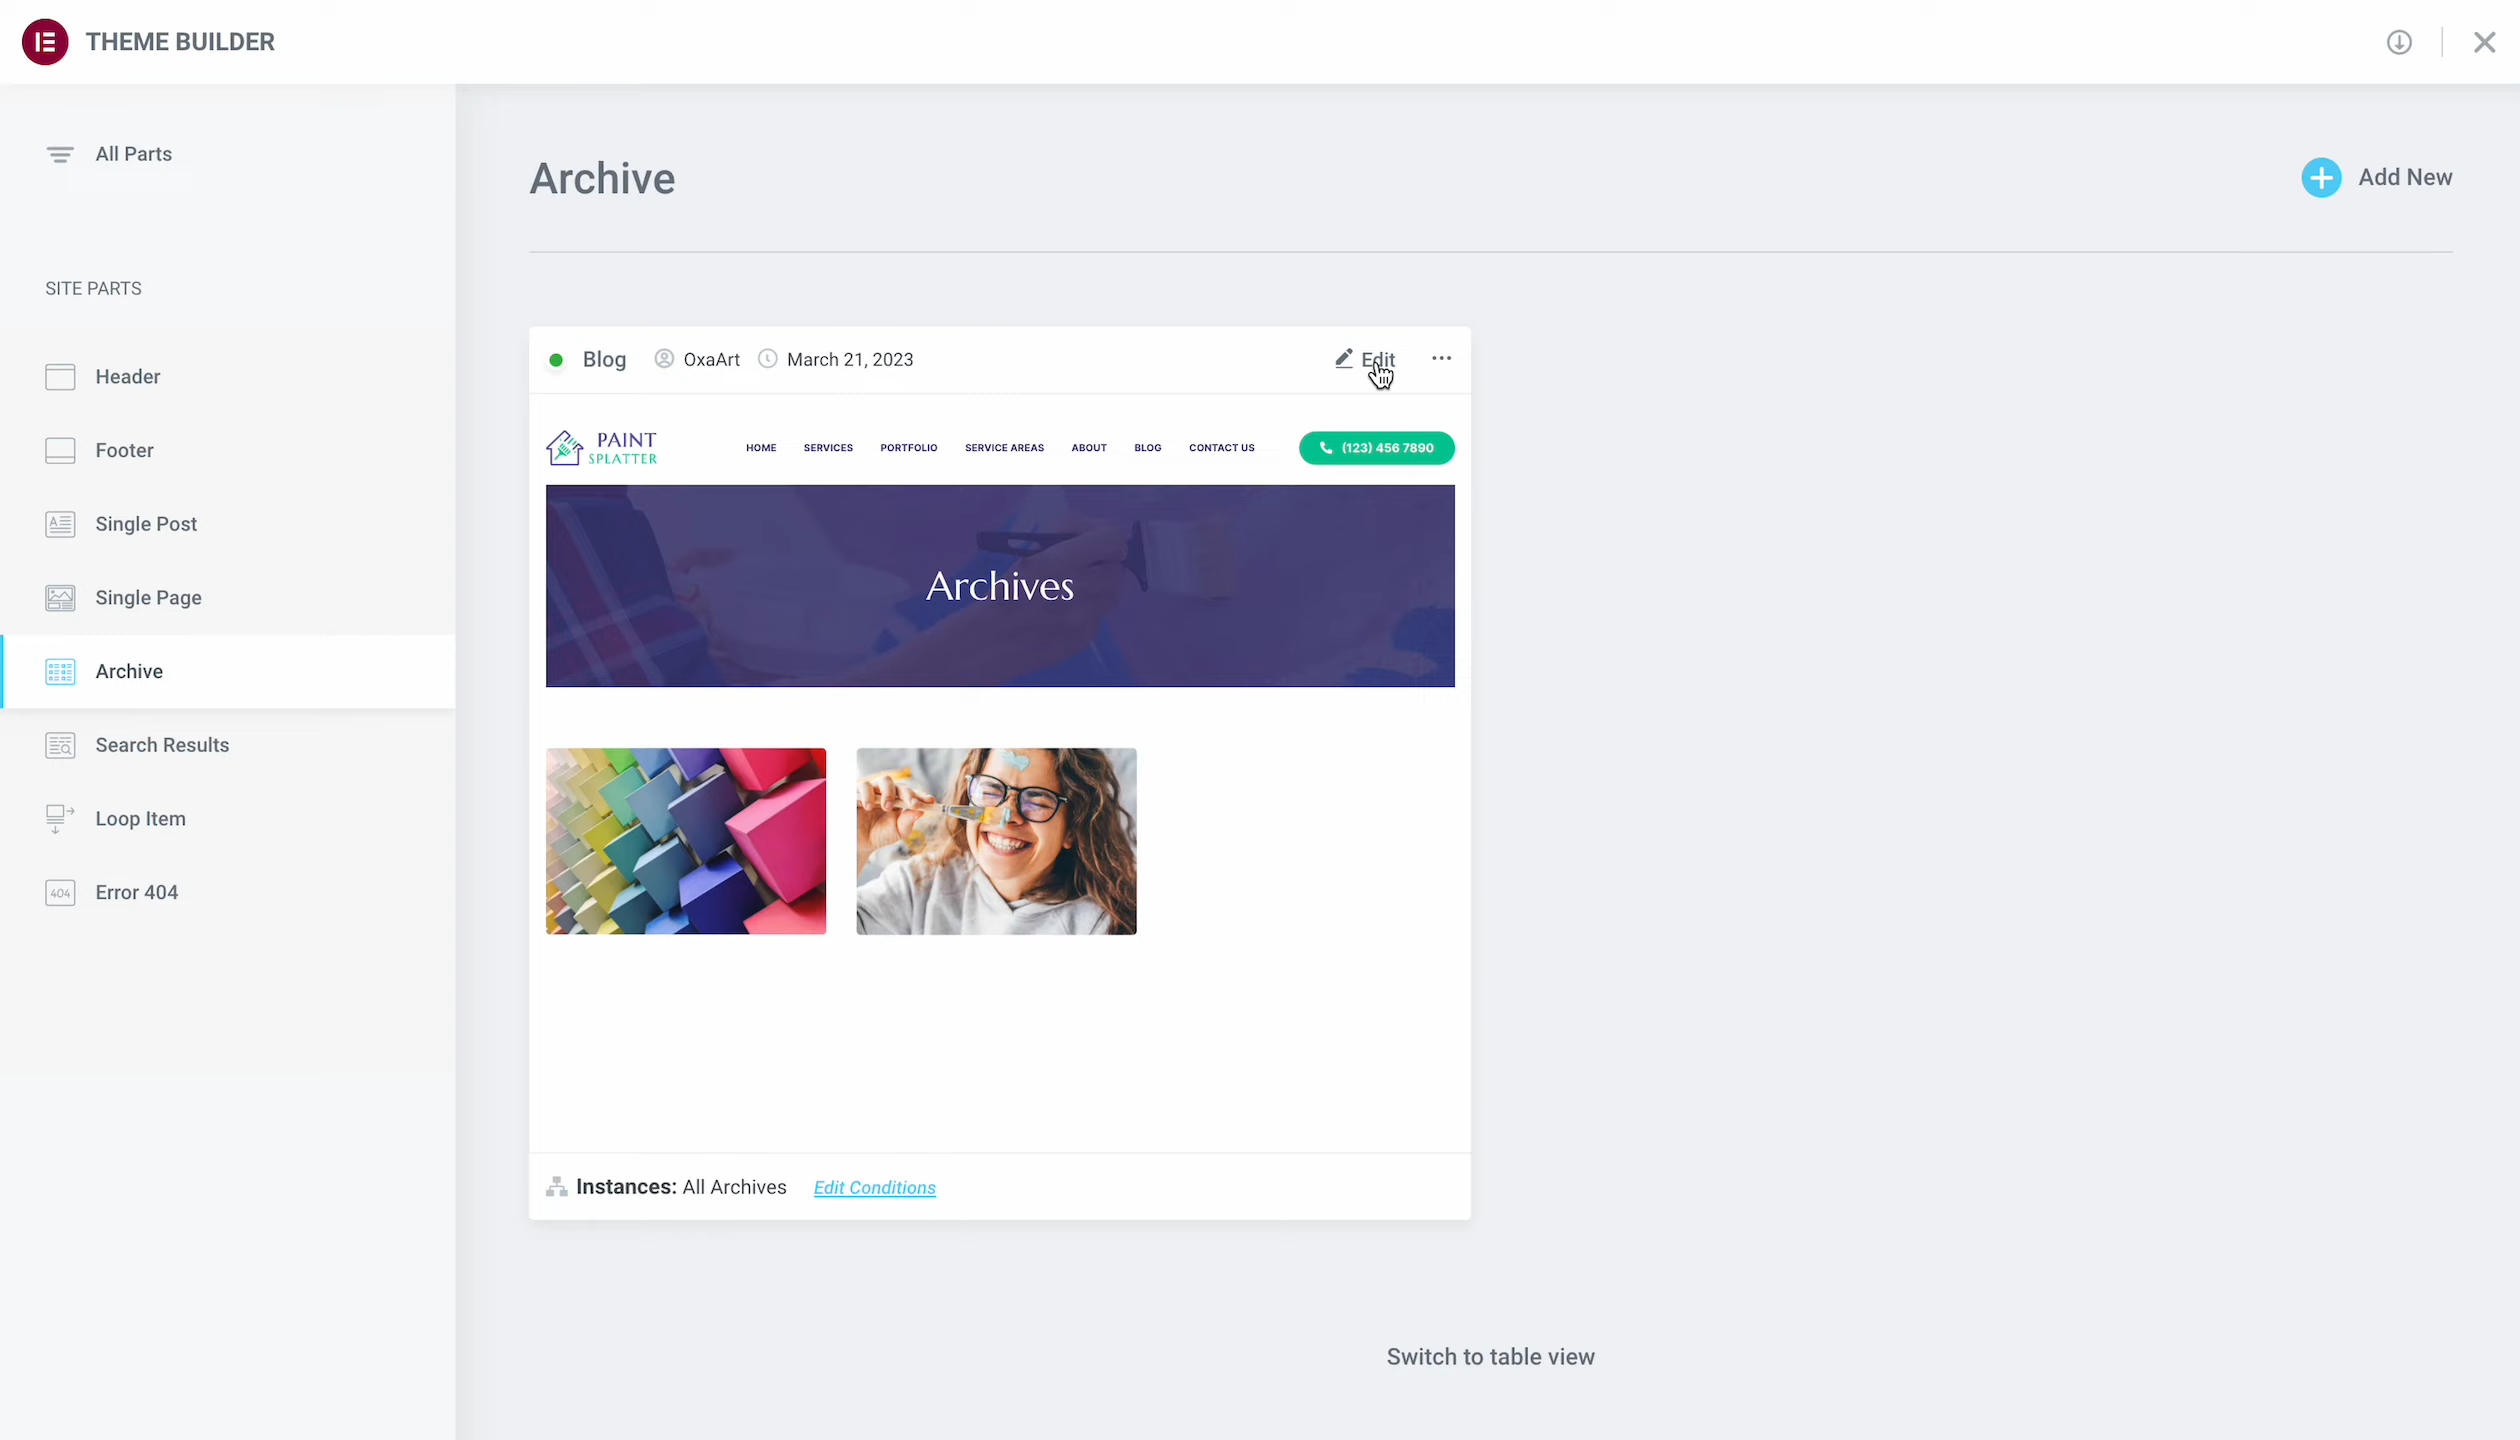 THEME BUILDER
All Parts
SITE PARTS
Header
Footer
Single Post
Single Page
Archive
Search Results
Loop Item
404
Error 404
Archive
Add New
Blog OxaArt March 21, 2023 Edit
PAINT
SPLATTER
HOME SERVICES PORTFOLIO SERVICE AREAS ABOUT BLOG CONTACT US (123) 456 7890
Archives
Instances: All Archives Edit Conditions
Switch to table view